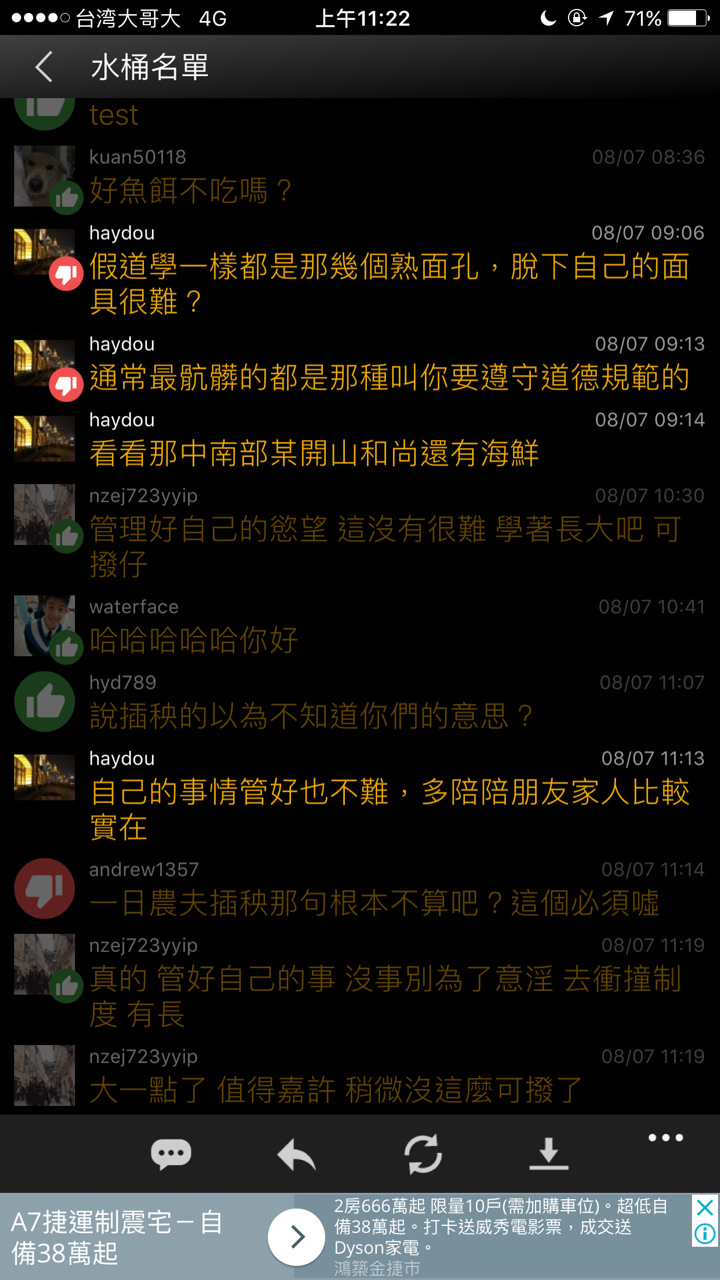 台湾大哥大 4G 上午11:22 71%
水桶名單
test
kuan50118 08/07 08:36
好魚餌不吃嗎？
haydou 08/07 09:06
假道學一樣都是那幾個熟面孔，脫下自己的面
具很難？
haydou 08/07 09:13
通常最骯髒的都是那種叫你要遵守道德規範的
haydou 08/07 09:14
看看那中南部某開山和尚還有海鮮
nzej723yyip 08/07 10:30
管理好自己的慾望 這沒有很難 學著長大吧 可
撥仔
waterface 08/07 10:41
哈哈哈哈哈你好
hyd789 08/07 11:07
說插秧的以為不知道你們的意思？
haydou 08/07 11:13
自己的事情管好也不難，多陪陪朋友家人比較
實在
andrew1357 08/07 11:14
一日農夫插秧那句根本不算吧？這個必須噓
nzej723yyip 08/07 11:19
真的 管好自己的事 沒事別為了意淫 去衝撞制
度 有長
nzej723yyip 08/07 11:19
大一點了 值得嘉許 稍微沒這麼可撥了
A7捷運制震宅－自
備38萬起
2房666萬起 限量10戶(需加購車位)。超低自
備38萬起。打卡送威秀電影票，成交送
Dyson家電。
鴻築金捷市